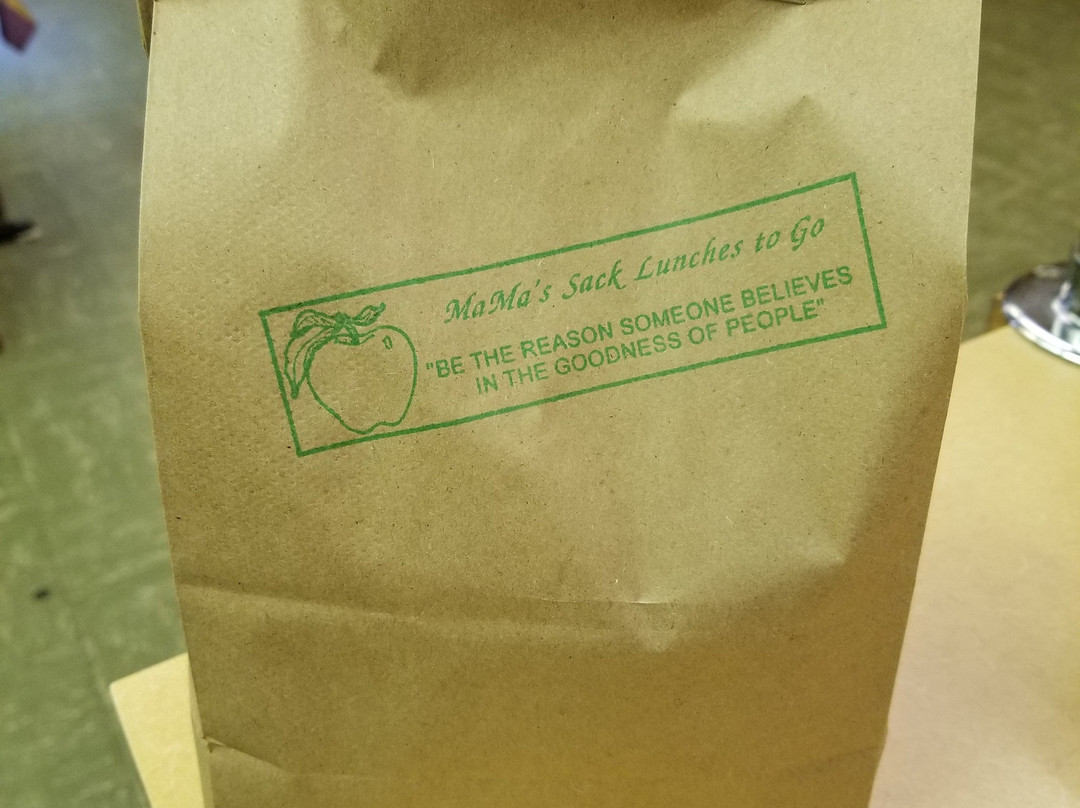 MaMa's Sack Lunches to Go
"BE THE REASON SOMEONE BELIEVES
IN THE GOODNESS OF PEOPLE"